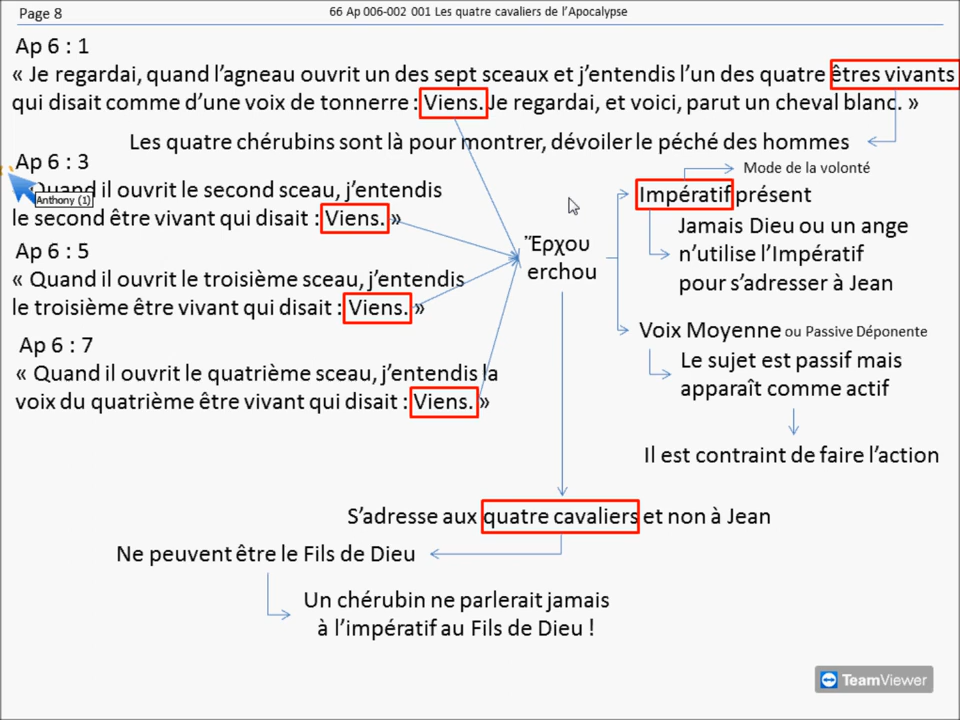 Page 8
66 Ap 006-002 001 Les quatre cavaliers de l'Apocalypse
Ap 6 : 1
« Je regardai, quand l'agneau ouvrit un des sept sceaux et j'entendis l'un des quatre êtres vivants
qui disait comme d'une voix de tonnerre : Viens. Je regardai, et voici, parut un cheval blanc. »
Les quatre chérubins sont là pour montrer, dévoiler le péché des hommes
Ap 6 : 3
« Quand il ouvrit le second sceau, j'entendis
Anthony (1)
le second être vivant qui disait : Viens. »
Ap 6 : 5
« Quand il ouvrit le troisième sceau, j'entendis
le troisième être vivant qui disait : Viens. »
Ap 6 : 7
« Quand il ouvrit le quatrième sceau, j'entendis la
voix du quatrième être vivant qui disait : Viens. »
Ἔρχου
erchou
Mode de la volonté
Impératif présent
Jamais Dieu ou un ange
n'utilise l'Impératif
pour s'adresser à Jean
Voix Moyenne ou Passive Déponente
Le sujet est passif mais
apparaît comme actif
Il est contraint de faire l'action
S'adresse aux quatre cavaliers et non à Jean
Ne peuvent être le Fils de Dieu
Un chérubin ne parlerait jamais
à l'impératif au Fils de Dieu !
TeamViewer